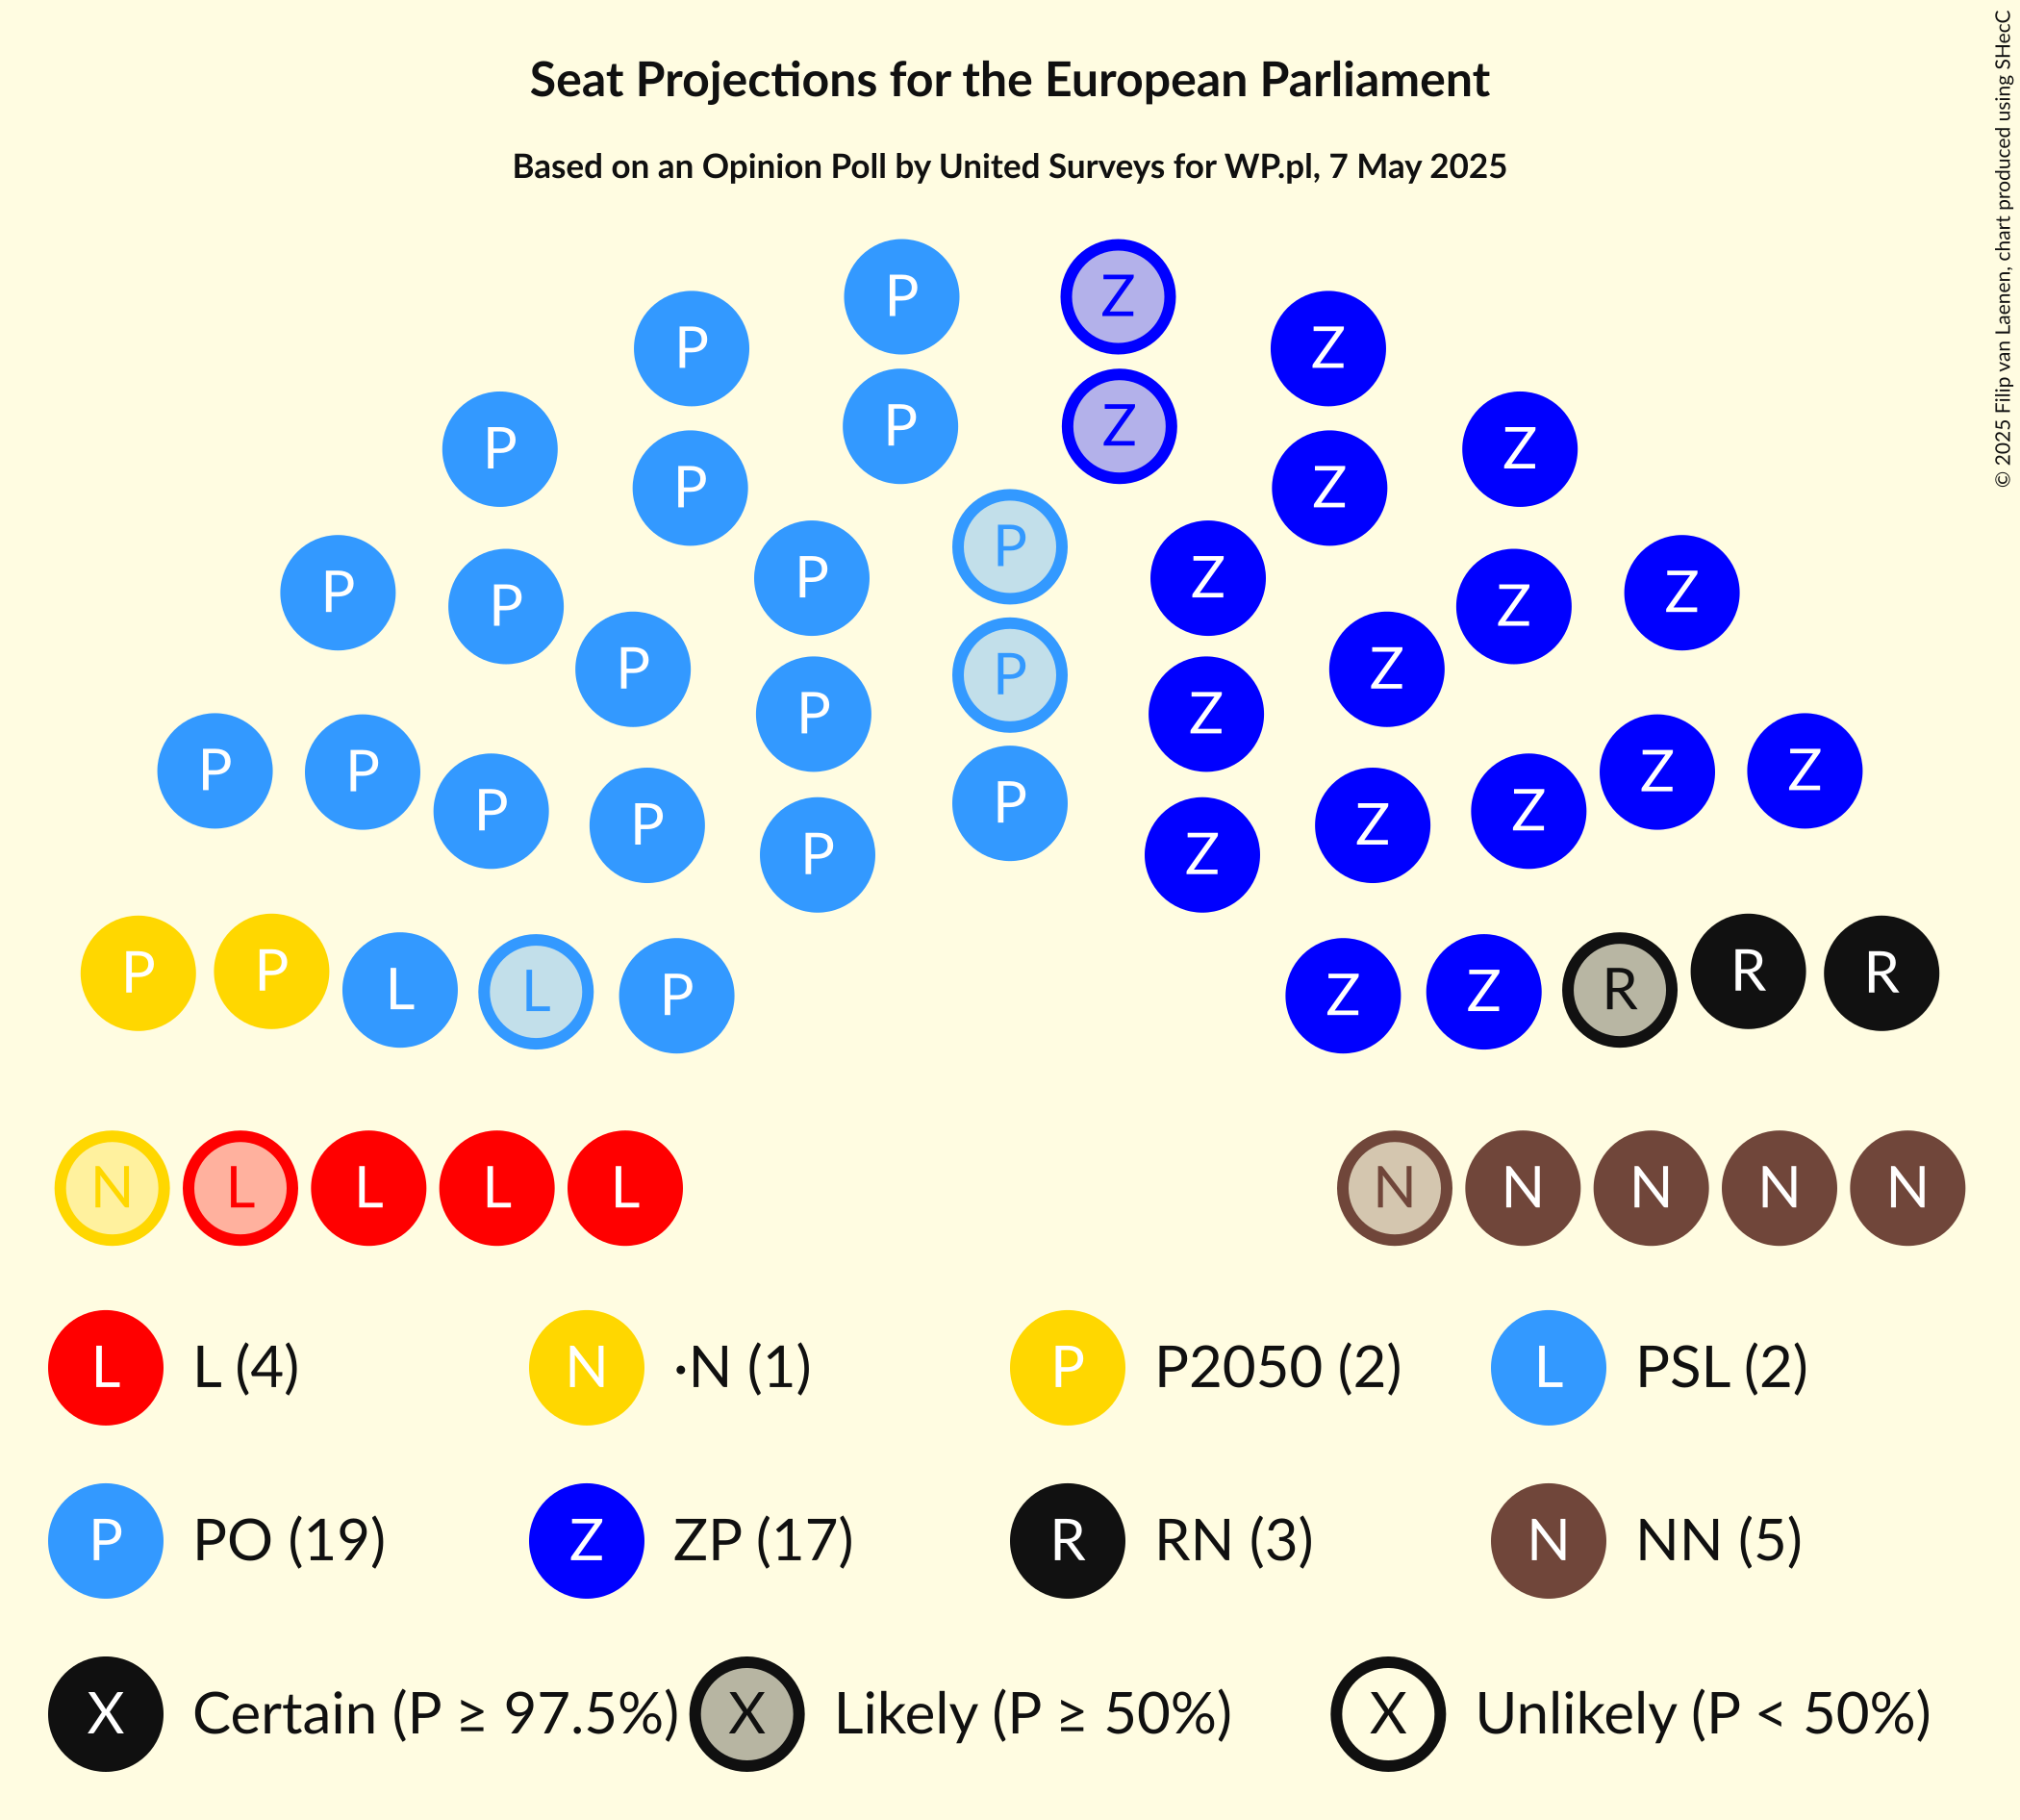 Seat Projections for the European Parliament
Based on an Opinion Poll by United Surveys for WP.pl, 7 May 2025
© 2025 Filip van Laenen, chart produced using SHecC
P Z
P Z
P Z
P Z
P Z
P Z
P
P Z
P Z
P Z
P Z
P
P Z
P Z
P P Z Z
P Z
P
P Z
P Z
P P L L P Z Z R R R
N L L L L N N N N N
L L (4) N ·N (1) P P2050 (2) L PSL (2)
P PO (19) Z ZP (17) R RN (3) N NN (5)
X Certain (P ≥ 97.5%) X Likely (P ≥ 50%) X Unlikely (P < 50%)